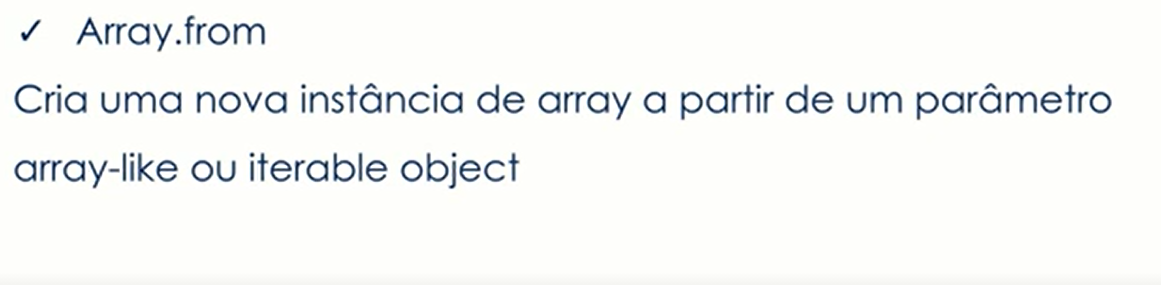 ✓ Array.from
Cria uma nova instância de array a partir de um parâmetro
array-like ou iterable object